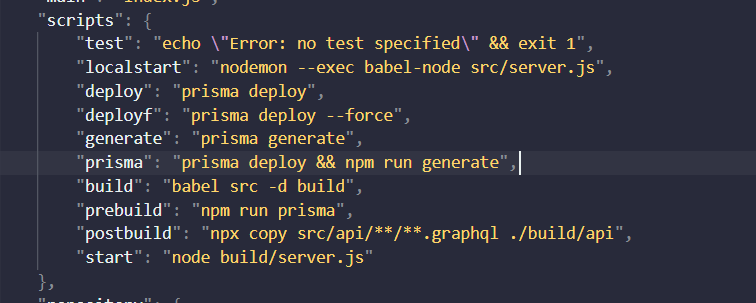 "main": "index.js",
"scripts": {
"test": "echo \"Error: no test specified\" && exit 1",
"localstart": "nodemon --exec babel-node src/server.js",
"deploy": "prisma deploy",
"deployf": "prisma deploy --force",
"generate": "prisma generate",
"prisma": "prisma deploy && npm run generate",
"build": "babel src -d build",
"prebuild": "npm run prisma",
"postbuild": "npx copy src/api/**/**.graphql ./build/api",
"start": "node build/server.js"
},
"repository": {